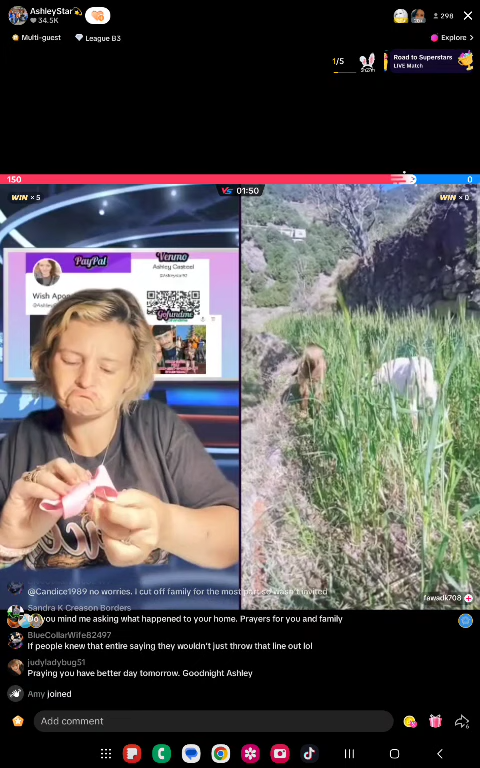 AshleyStar💫
34.5K
298
Multi-guest
League B3
Explore >
1/5
Road to Superstars
LIVE Match
150
0
WIN × 5
VS 01:50
WIN × 0
PayPal
Venmo
Gofundme
@Candice1989 no worries. i cut off family for the most
fawadk708
Sandra K Creason Borders
do you mind me asking what happened to your home. Prayers for you and family
BlueCollarWife82497
If people knew that entire saying they wouldn't just throw that line out lol
judyladybug51
Praying you have better day tomorrow. Goodnight Ashley
Amy joined
Add comment